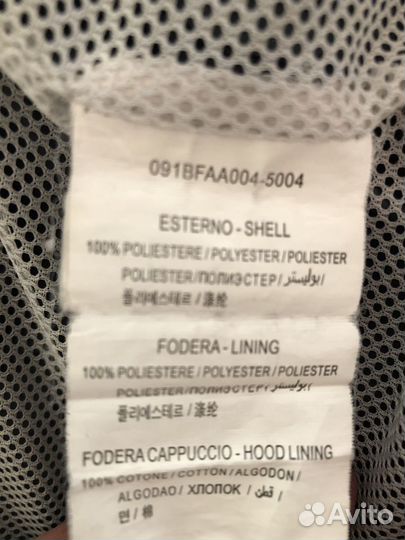 091BFAA004-5004
ESTERNO - SHELL
100% POLIESTERE / POLYESTER / POLIESTER
POLIESTER/ПОЛИЭСТЕР / بوليستر /
폴리에스테르 / 涤纶
FODERA - LINING
100% POLIESTERE / POLYESTER / POLIESTER
POLIESTER/ПОЛИЭСТЕР / بوليستر /
폴리에스테르 / 涤纶
FODERA CAPPUCCIO - HOOD LINING
100% COTONE / COTTON / ALGODON /
ALGODAO / ХЛОПОК / قطن /
면 / 棉
Avito